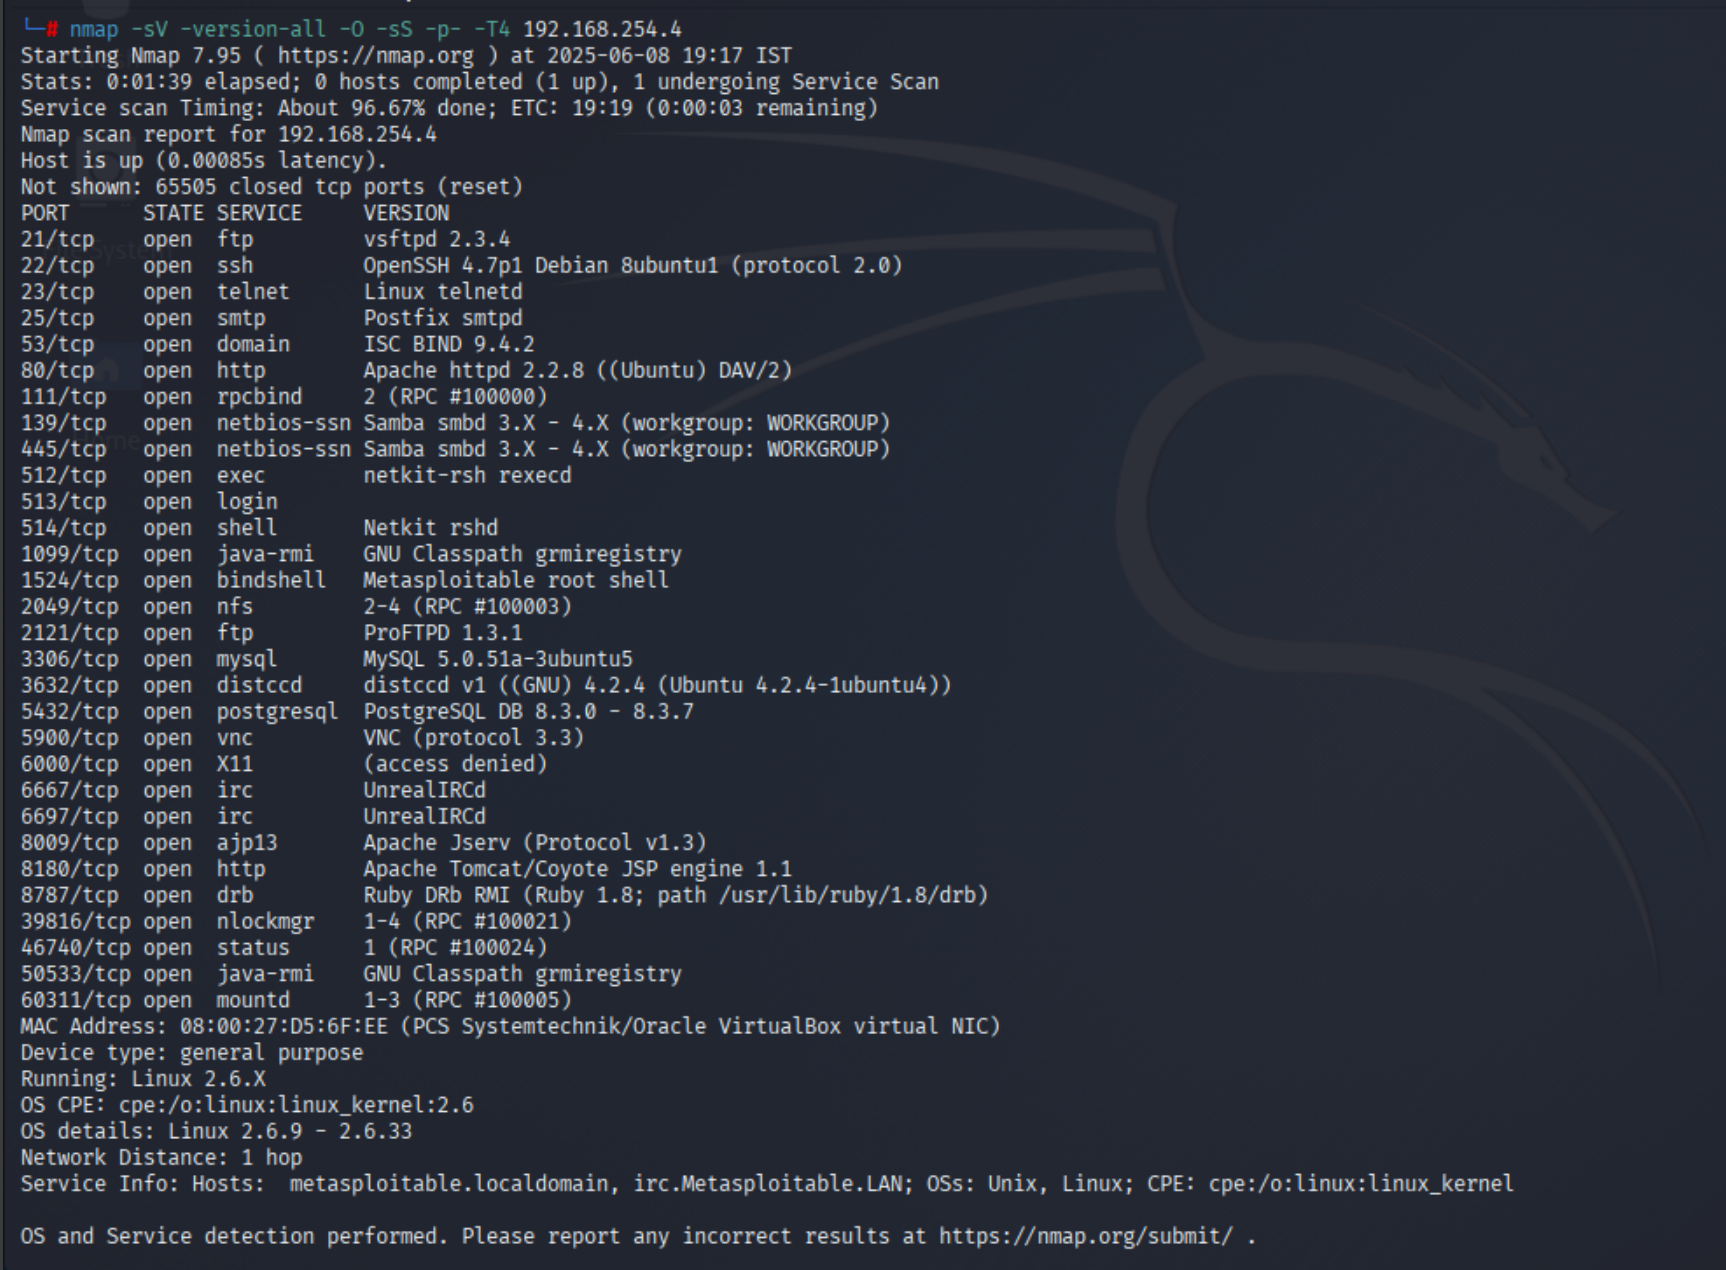 └─# nmap -sV -version-all -O -sS -p- -T4 192.168.254.4
Starting Nmap 7.95 ( https://nmap.org ) at 2025-06-08 19:17 IST
Stats: 0:01:39 elapsed; 0 hosts completed (1 up), 1 undergoing Service Scan
Service scan Timing: About 96.67% done; ETC: 19:19 (0:00:03 remaining)
Nmap scan report for 192.168.254.4
Host is up (0.00085s latency).
Not shown: 65505 closed tcp ports (reset)
PORT      STATE SERVICE     VERSION
21/tcp    open  ftp         vsftpd 2.3.4
22/tcp    open  ssh         OpenSSH 4.7p1 Debian 8ubuntu1 (protocol 2.0)
23/tcp    open  telnet      Linux telnetd
25/tcp    open  smtp        Postfix smtpd
53/tcp    open  domain      ISC BIND 9.4.2
80/tcp    open  http        Apache httpd 2.2.8 ((Ubuntu) DAV/2)
111/tcp   open  rpcbind     2 (RPC #100000)
139/tcp   open  netbios-ssn Samba smbd 3.X - 4.X (workgroup: WORKGROUP)
445/tcp   open  netbios-ssn Samba smbd 3.X - 4.X (workgroup: WORKGROUP)
512/tcp   open  exec        netkit-rsh rexecd
513/tcp   open  login
514/tcp   open  shell       Netkit rshd
1099/tcp  open  java-rmi    GNU Classpath grmiregistry
1524/tcp  open  bindshell   Metasploitable root shell
2049/tcp  open  nfs         2-4 (RPC #100003)
2121/tcp  open  ftp         ProFTPD 1.3.1
3306/tcp  open  mysql       MySQL 5.0.51a-3ubuntu5
3632/tcp  open  distccd     distccd v1 ((GNU) 4.2.4 (Ubuntu 4.2.4-1ubuntu4))
5432/tcp  open  postgresql  PostgreSQL DB 8.3.0 - 8.3.7
5900/tcp  open  vnc         VNC (protocol 3.3)
6000/tcp  open  X11         (access denied)
6667/tcp  open  irc         UnrealIRCd
6697/tcp  open  irc         UnrealIRCd
8009/tcp  open  ajp13       Apache Jserv (Protocol v1.3)
8180/tcp  open  http        Apache Tomcat/Coyote JSP engine 1.1
8787/tcp  open  drb         Ruby DRb RMI (Ruby 1.8; path /usr/lib/ruby/1.8/drb)
39816/tcp open  nlockmgr    1-4 (RPC #100021)
46740/tcp open  status      1 (RPC #100024)
50533/tcp open  java-rmi    GNU Classpath grmiregistry
60311/tcp open  mountd      1-3 (RPC #100005)
MAC Address: 08:00:27:D5:6F:EE (PCS Systemtechnik/Oracle VirtualBox virtual NIC)
Device type: general purpose
Running: Linux 2.6.X
OS CPE: cpe:/o:linux:linux_kernel:2.6
OS details: Linux 2.6.9 - 2.6.33
Network Distance: 1 hop
Service Info: Hosts:  metasploitable.localdomain, irc.Metasploitable.LAN; OSs: Unix, Linux; CPE: cpe:/o:linux:linux_kernel

OS and Service detection performed. Please report any incorrect results at https://nmap.org/submit/ .